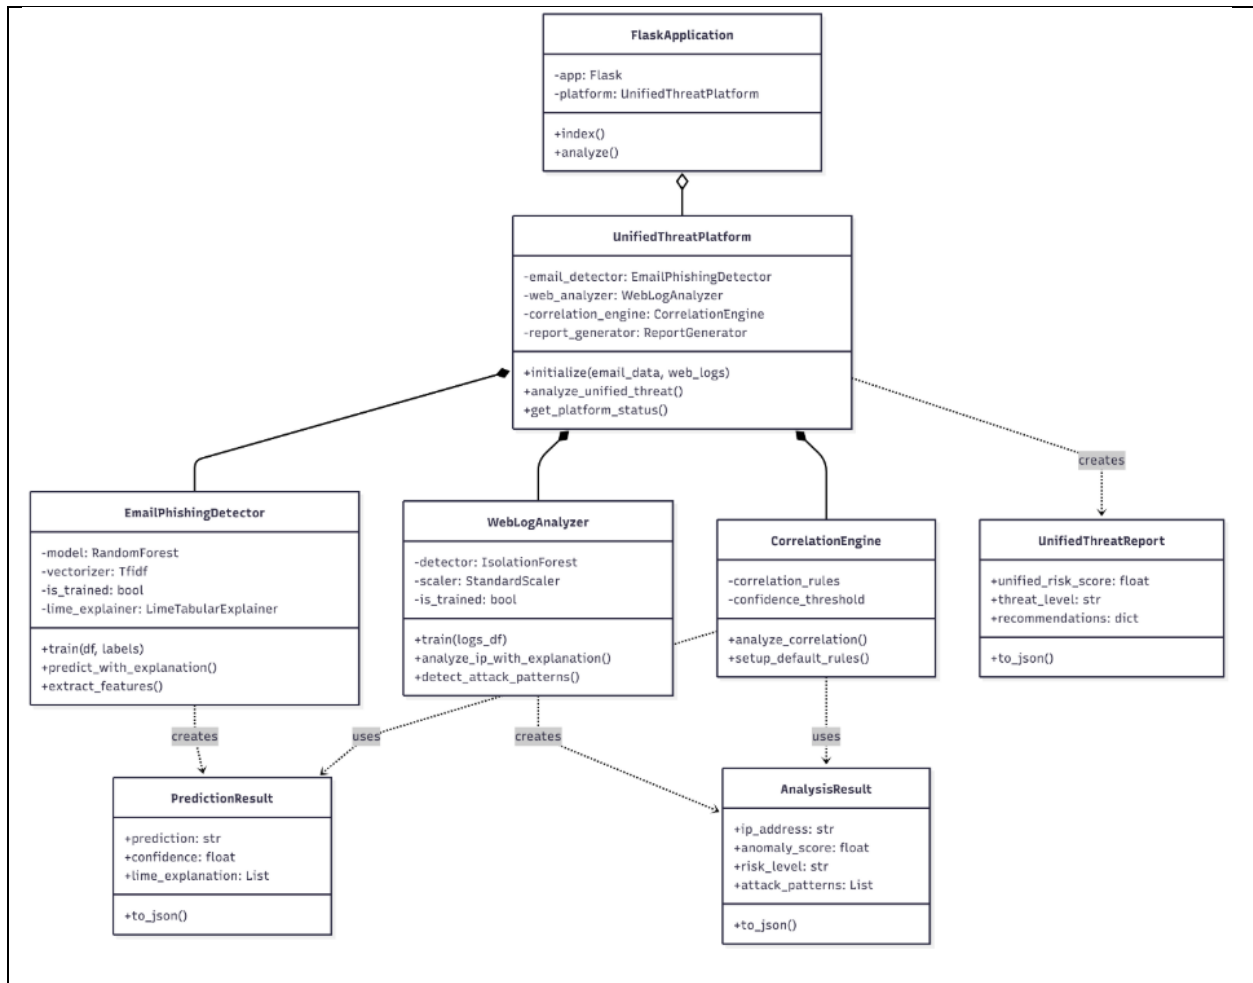 FlaskApplication
-app: Flask
-platform: UnifiedThreatPlatform
+index()
+analyze()
UnifiedThreatPlatform
-email_detector: EmailPhishingDetector
-web_analyzer: WebLogAnalyzer
-correlation_engine: CorrelationEngine
-report_generator: ReportGenerator
+initialize(email_data, web_logs)
+analyze_unified_threat()
+get_platform_status()
creates
EmailPhishingDetector
-model: RandomForest
-vectorizer: Tfidf
-is_trained: bool
-lime_explainer: LimeTabularExplainer
+train(df, labels)
+predict_with_explanation()
+extract_features()
WebLogAnalyzer
-detector: IsolationForest
-scaler: StandardScaler
-is_trained: bool
+train(logs_df)
+analyze_ip_with_explanation()
+detect_attack_patterns()
CorrelationEngine
-correlation_rules
-confidence_threshold
+analyze_correlation()
+setup_default_rules()
UnifiedThreatReport
+unified_risk_score: float
+threat_level: str
+recommendations: dict
+to_json()
creates
uses
creates
uses
PredictionResult
+prediction: str
+confidence: float
+lime_explanation: List
+to_json()
AnalysisResult
+ip_address: str
+anomaly_score: float
+risk_level: str
+attack_patterns: List
+to_json()